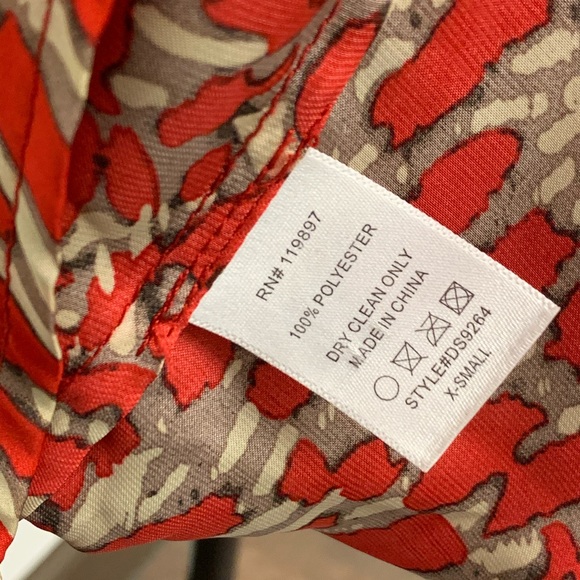 RN# 119897
100% POLYESTER
DRY CLEAN ONLY
MADE IN CHINA
STYLE#DS9264
X-SMALL